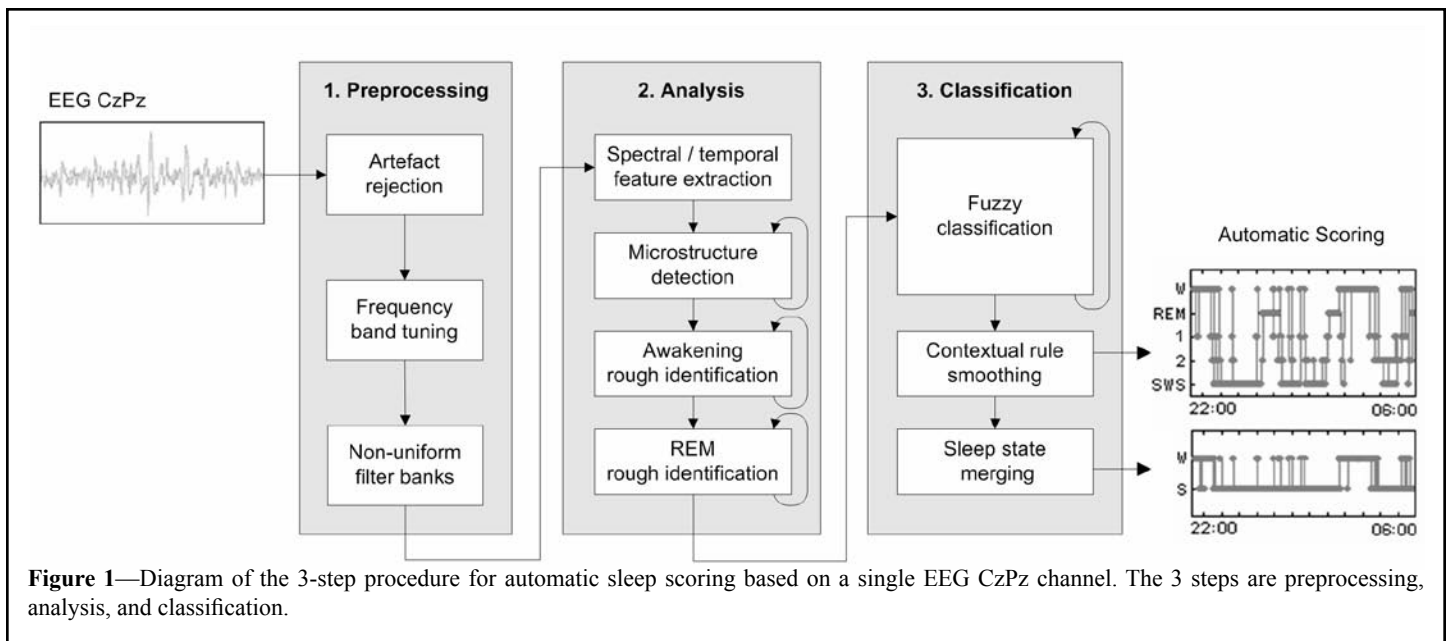 EEG CzPz
1. Preprocessing
Artefact
rejection
Frequency
band tuning
Non-uniform
filter banks
2. Analysis
Spectral / temporal
feature extraction
Microstructure
detection
Awakening
rough identification
REM
rough identification
3. Classification
Fuzzy
classification
Contextual rule
smoothing
Sleep state
merging
Automatic Scoring
W
REM
1
2
SWS
22:00 06:00
W
S
22:00 06:00
Figure 1—Diagram of the 3-step procedure for automatic sleep scoring based on a single EEG CzPz channel. The 3 steps are preprocessing,
analysis, and classification.